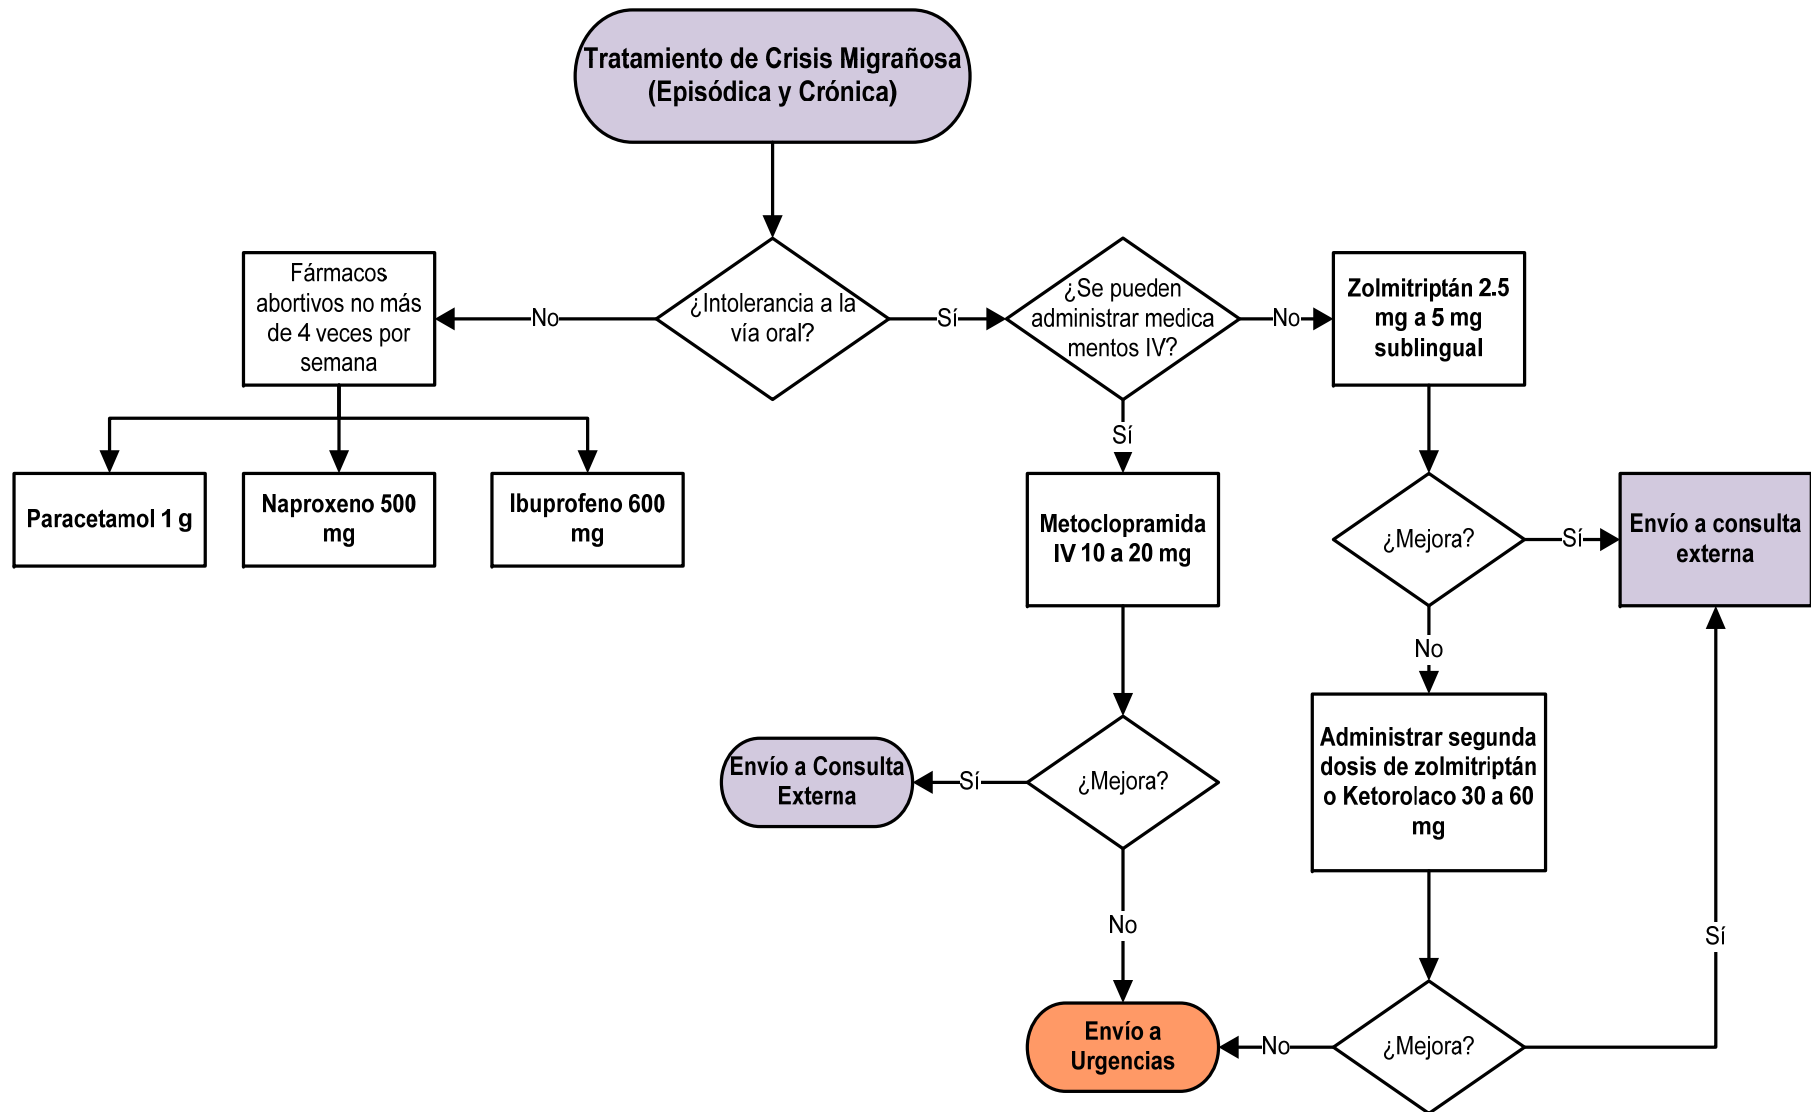 Tratamiento de Crisis Migrañosa
(Episódica y Crónica)
Fármacos
abortivos no más
de 4 veces por
semana
No
¿Intolerancia a la
vía oral?
Sí
¿Se pueden
administrar medica
mentos IV?
No
Zolmitriptán 2.5
mg a 5 mg
sublingual
Sí
Paracetamol 1 g
Naproxeno 500
mg
Ibuprofeno 600
mg
Metoclopramida
IV 10 a 20 mg
¿Mejora?
Sí
Envío a consulta
externa
No
Administrar segunda
dosis de zolmitriptán
o Ketorolaco 30 a 60
mg
Envío a Consulta
Externa
Sí
¿Mejora?
No
Sí
Envío a
Urgencias
No
¿Mejora?